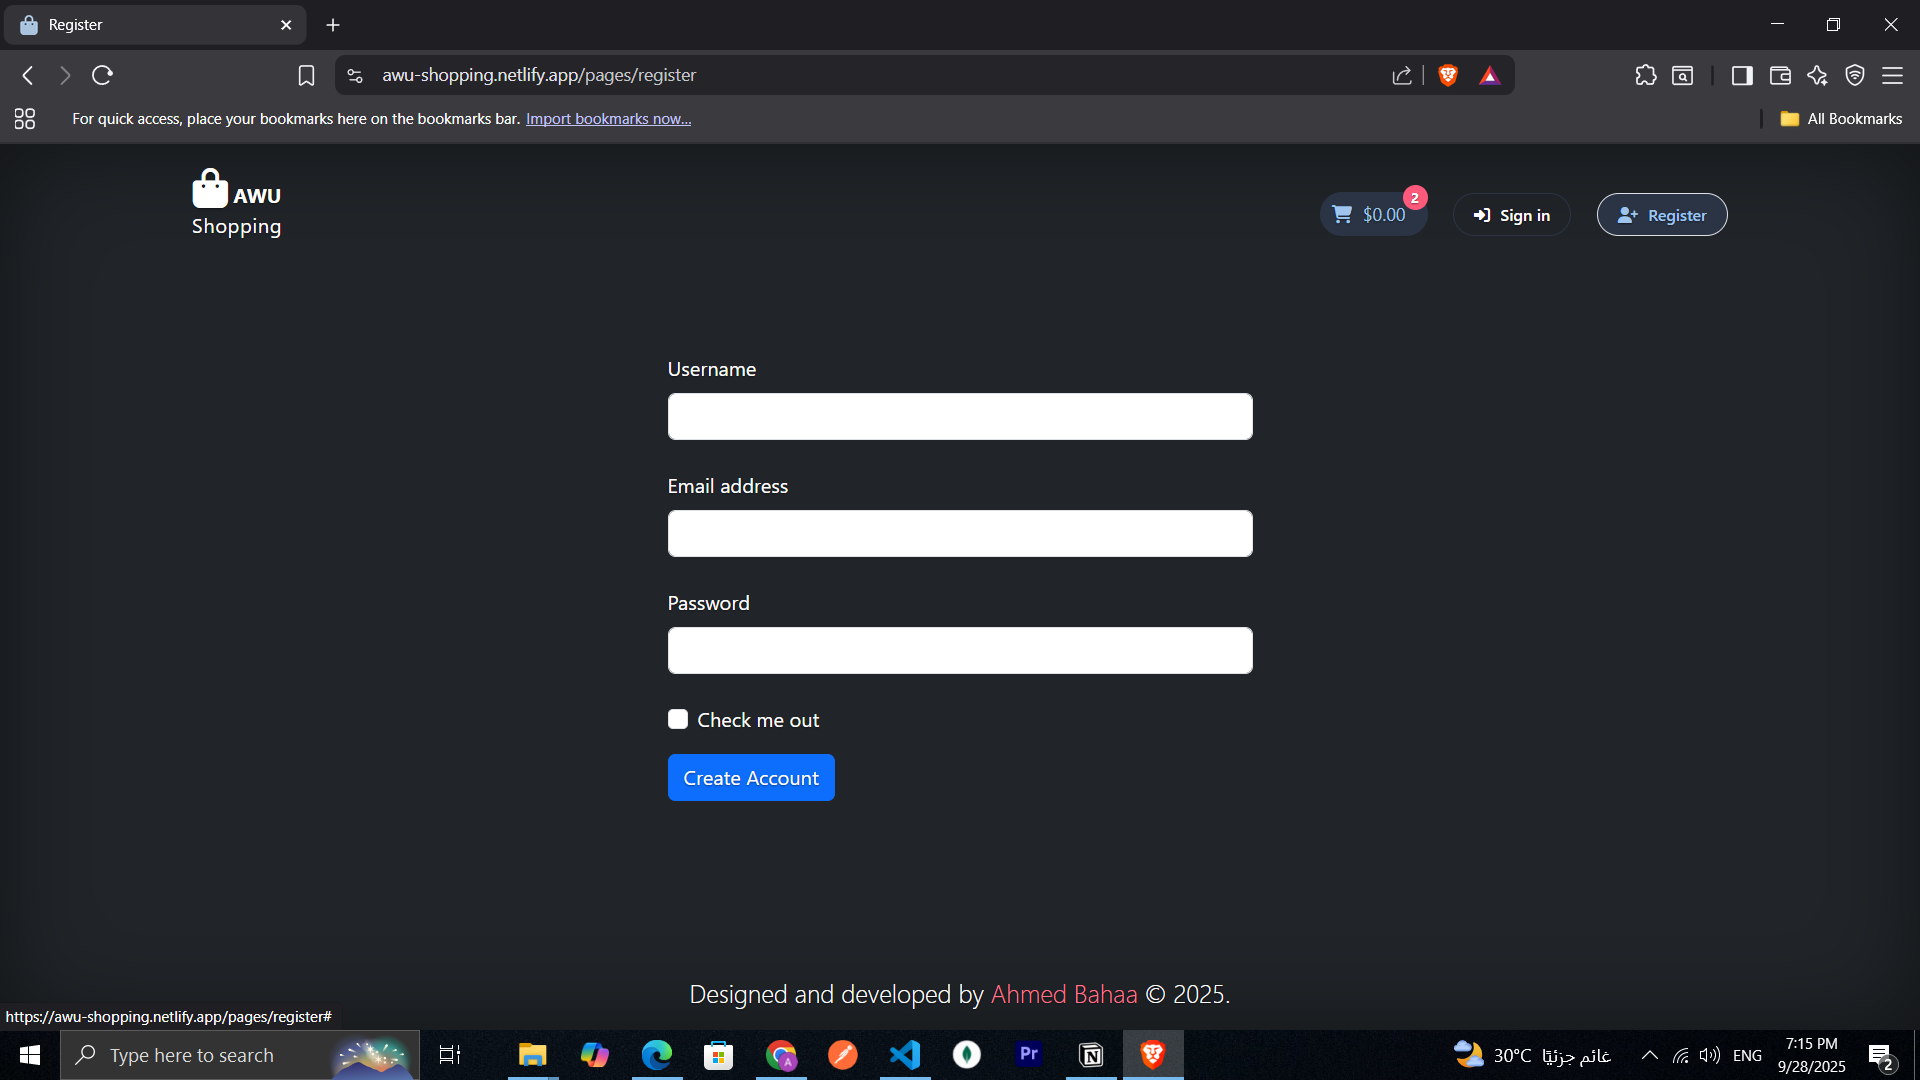 Register
awu-shopping.netlify.app/pages/register
For quick access, place your bookmarks here on the bookmarks bar. Import bookmarks now...
All Bookmarks
AWU
Shopping
$0.00
2
Sign in
Register
Username
Email address
Password
Check me out
Create Account
Designed and developed by Ahmed Bahaa © 2025.
https://awu-shopping.netlify.app/pages/register#
Type here to search
A
Pr
30°C غائم جزئيًا
ENG
7:15 PM
9/28/2025
2